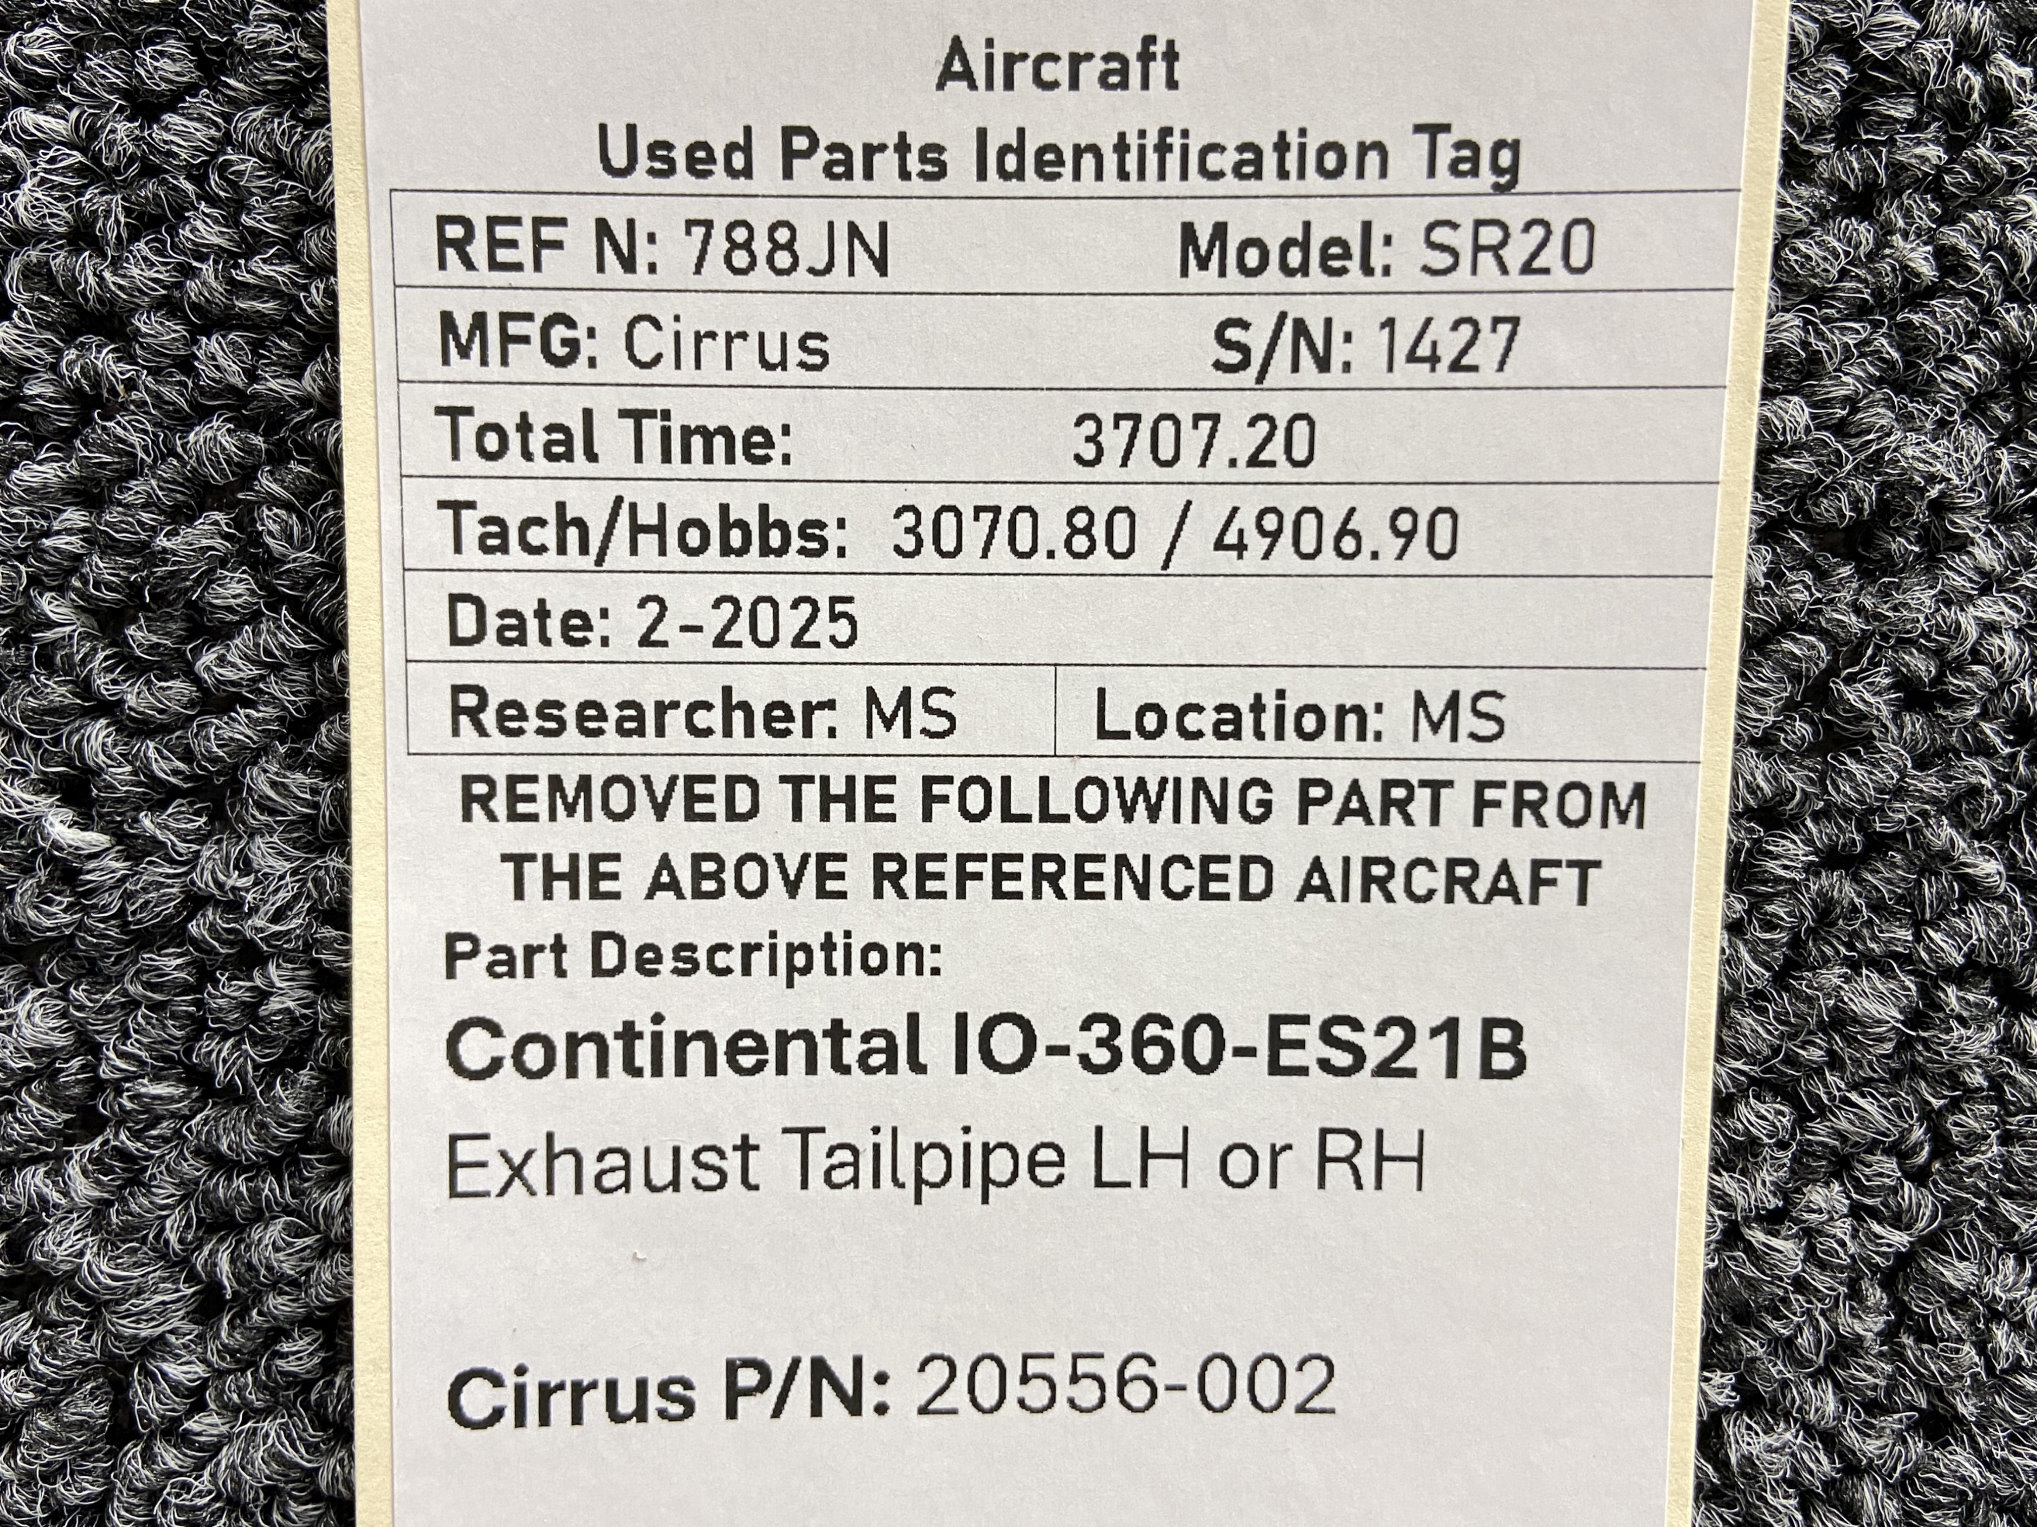 Aircraft
Used Parts Identification Tag
REF N: 788JN Model: SR20
MFG: Cirrus S/N: 1427
Total Time: 3707.20
Tach/Hobbs: 3070.80 / 4906.90
Date: 2-2025
Researcher: MS Location: MS
REMOVED THE FOLLOWING PART FROM
THE ABOVE REFERENCED AIRCRAFT
Part Description:
Continental IO-360-ES21B
Exhaust Tailpipe LH or RH
Cirrus P/N: 20556-002